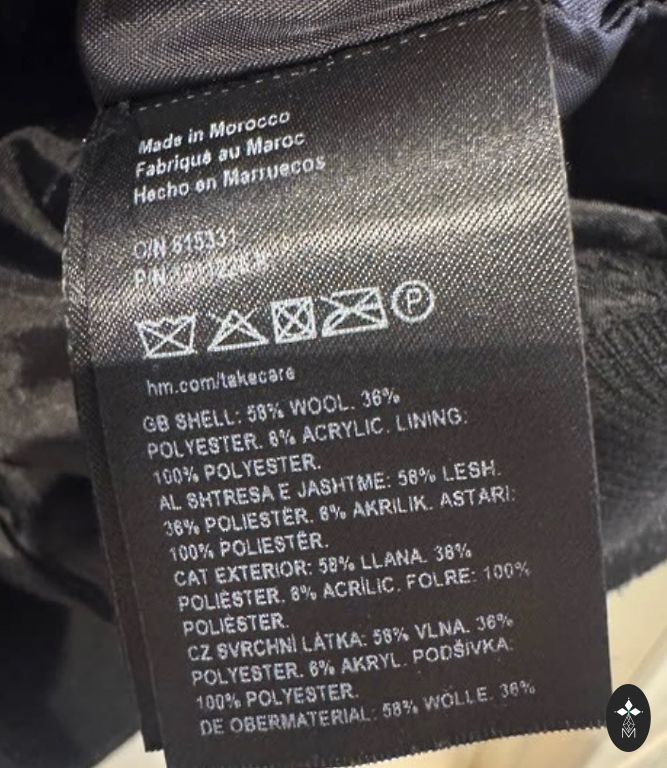 Made in Morocco
Fabriqué au Maroc
Hecho en Marruecos
O/N 615331
P/N
P
hm.com/takecare
GB SHELL: 58% WOOL. 36%
POLYESTER. 6% ACRYLIC. LINING:
100% POLYESTER.
AL SHTRESA E JASHTME: 58% LESH.
36% POLIESTËR. 6% AKRILIK. ASTARI:
100% POLIESTËR.
CAT EXTERIOR: 58% LLANA. 36%
POLIÈSTER. 6% ACRÍLIC. FOLRE: 100%
POLIÈSTER.
CZ SVRCHNÍ LÁTKA: 58% VLNA. 36%
POLYESTER. 6% AKRYL. PODŠÍVKA:
100% POLYESTER.
DE OBERMATERIAL: 58% WOLLE. 36%
M